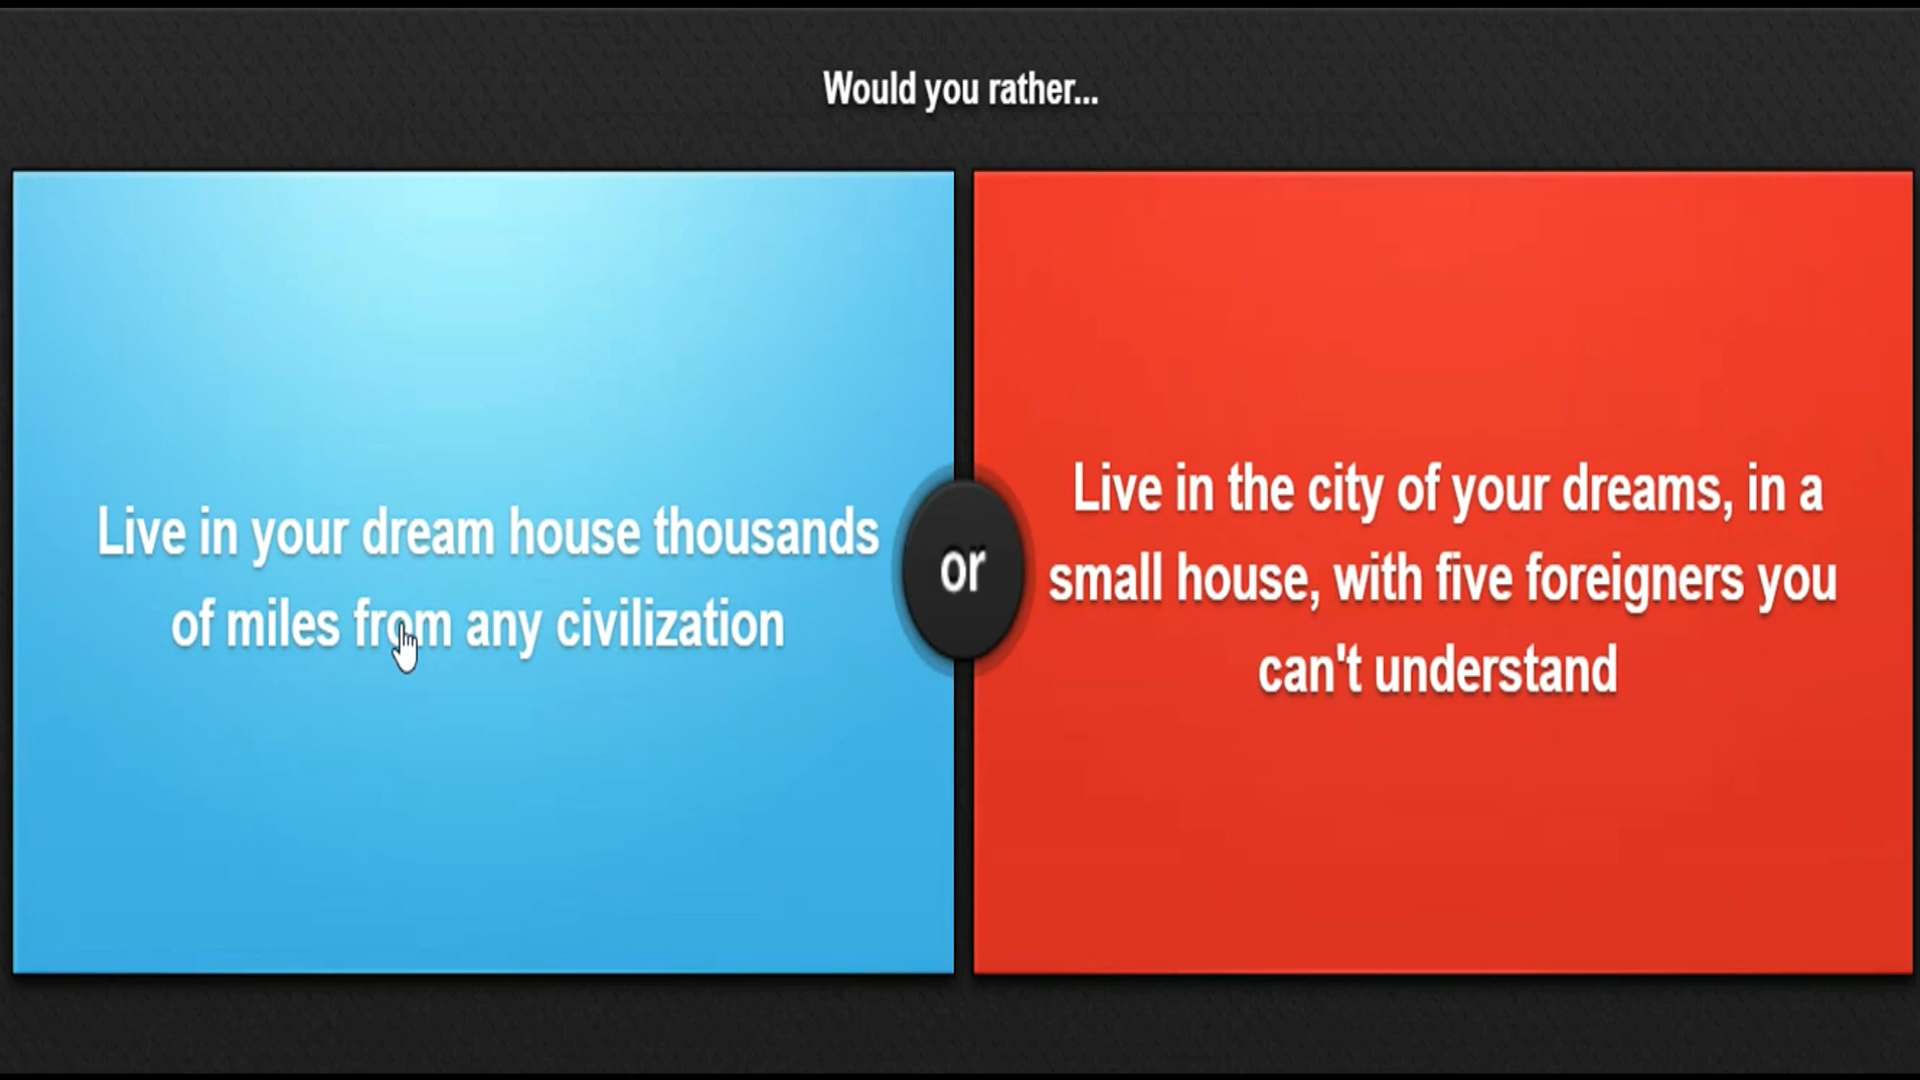 Would you rather...
Live in your dream house thousands
of miles from any civilization
or
Live in the city of your dreams, in a
small house, with five foreigners you
can't understand